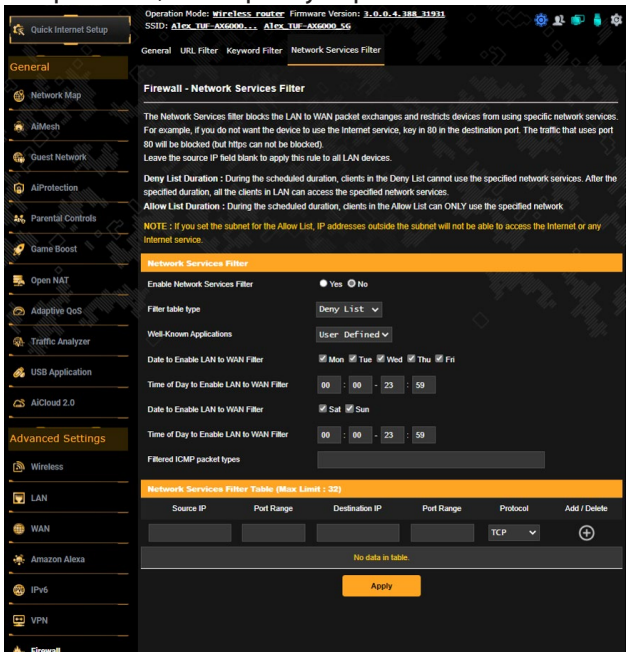 Operation Mode: Wireless router Firmware Version: 3.0.0.4.388_31931
SSID: Alex_TUF-AX6000... Alex_TUF-AX6000_5G
Quick Internet Setup
General URL Filter Keyword Filter Network Services Filter
General
Network Map
AiMesh
Guest Network
AiProtection
Parental Controls
Game Boost
Open NAT
Adaptive QoS
Traffic Analyzer
USB Application
AiCloud 2.0
Advanced Settings
Wireless
LAN
WAN
Amazon Alexa
IPv6
VPN
Firewall
Firewall - Network Services Filter
The Network Services filter blocks the LAN to WAN packet exchanges and restricts devices from using specific network services.
For example, if you do not want the device to use the Internet service, key in 80 in the destination port. The traffic that uses port
80 will be blocked (but https can not be blocked).
Leave the source IP field blank to apply this rule to all LAN devices.
Deny List Duration : During the scheduled duration, clients in the Deny List cannot use the specified network services. After the
specified duration, all the clients in LAN can access the specified network services.
Allow List Duration : During the scheduled duration, clients in the Allow List can ONLY use the specified network
NOTE : If you set the subnet for the Allow List, IP addresses outside the subnet will not be able to access the Internet or any
Internet service.
Network Services Filter
Enable Network Services Filter Yes No
Filter table type Deny List
Well-Known Applications User Defined
Date to Enable LAN to WAN Filter Mon Tue Wed Thu Fri
Time of Day to Enable LAN to WAN Filter 00 : 00 - 23 : 59
Date to Enable LAN to WAN Filter Sat Sun
Time of Day to Enable LAN to WAN Filter 00 : 00 - 23 : 59
Filtered ICMP packet types
Network Services Filter Table (Max Limit : 32)
Source IP Port Range Destination IP Port Range Protocol Add / Delete
TCP
No data in table.
Apply